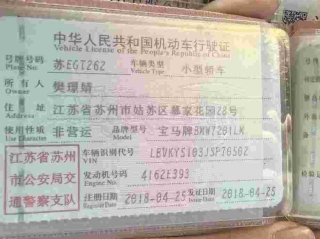 中华人民共和国机动车行驶证
Vehicle License of the People's Republic of China
号牌号码 苏EGT262 车辆类型 小型轿车
Plate No. Vehicle Type
所有人 樊璟婧
Owner
住址 江苏省苏州市姑苏区慕家花园28号
Address
使用性质 非营运 品牌型号 宝马牌BMW7201LM
Use Character
江苏省苏州 车辆识别代号
VIN
市公安局交 发动机号码 4162E393
Engine No.
通警察支队 注册日期 2018-04-25 发证日期 2018-04-25
Register Date Issue Date